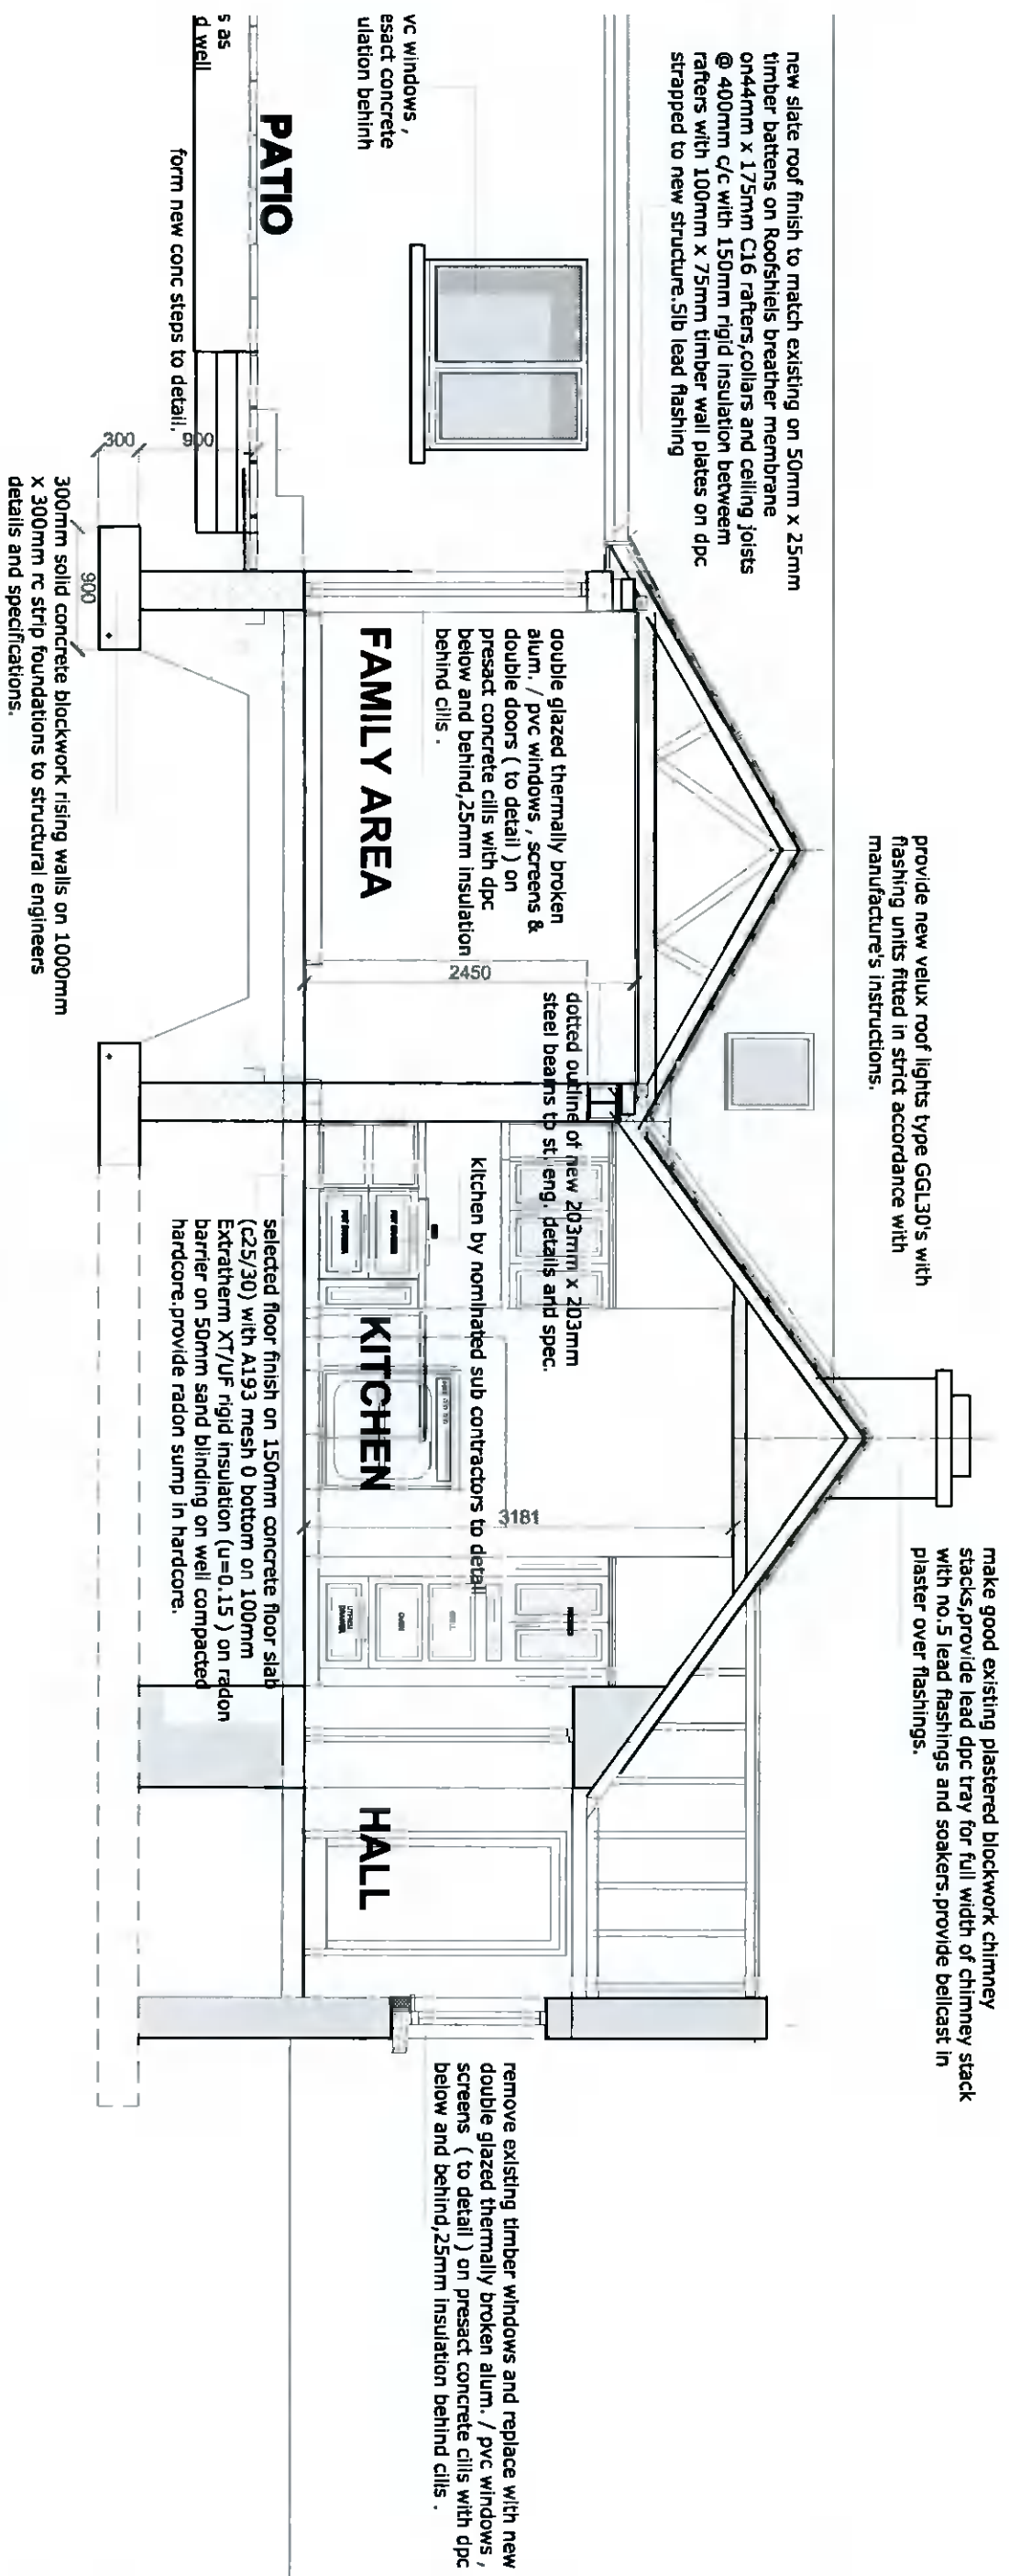 new slate roof finish to match existing on 50mm x 25mm
timber battens on Roofshiels breather membrane
on44mm x 175mm C16 rafters,collars and ceiling joists
@ 400mm c/c with 150mm rigid insulation betweem
rafters with 100mm x 75mm timber wall plates on dpc
strapped to new structure.5lb lead flashing
provide new velux roof lights type GGL30's with
flashing units fitted in strict accordance with
manufacture's instructions.
make good existing plastered blockwork chimney
stacks,provide lead dpc tray for full width of chimney stack
with no.5 lead flashings and soakers.provide bellcast in
plaster over flashings.
vc windows ,
esact concrete
ulation behinh
double glazed thermally broken
alum. / pvc windows , screens &
double doors ( to detail ) on
presact concrete cills with dpc
below and behind,25mm insulation
behind cills .
2450
dotted outline of new 203mm x 203mm
steel beams to st. eng. details and spec.
kitchen by nominated sub contractors to detail
3181
remove existing timber windows and replace with new
double glazed thermally broken alum. / pvc windows ,
screens ( to detail ) on presact concrete cills with dpc
below and behind,25mm insulation behind cills .
FAMILY AREA
KITCHEN
HALL
PATIO
s as
d well
form new conc steps to detail.
300
900
900
300mm solid concrete blockwork rising walls on 1000mm
x 300mm rc strip foundations to structural engineers
details and specifications.
selected floor finish on 150mm concrete floor slab
(c25/30) with A193 mesh 0 bottom on 100mm
Extratherm XT/UF rigid insulation (u=0.15 ) on radon
barrier on 50mm sand blinding on well compacted
hardcore.provide radon sump in hardcore.